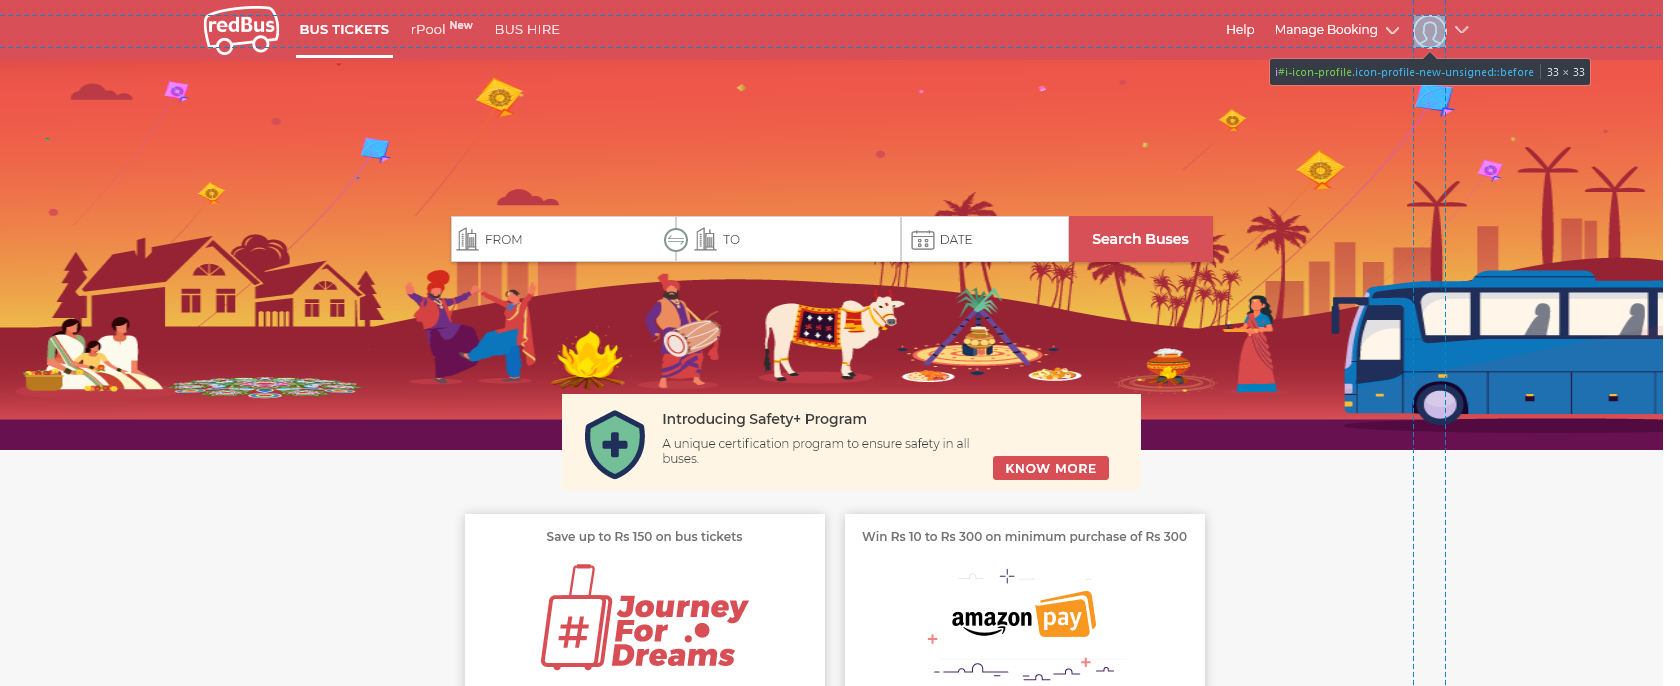 redBus
BUS TICKETS
rPool New
BUS HIRE
Help
Manage Booking
i#i-icon-profile.icon-profile-new-unsigned::before 33 × 33
FROM
TO
DATE
Search Buses
Introducing Safety+ Program
A unique certification program to ensure safety in all
buses.
KNOW MORE
Save up to Rs 150 on bus tickets
# Journey
For
Dreams
Win Rs 10 to Rs 300 on minimum purchase of Rs 300
amazon pay